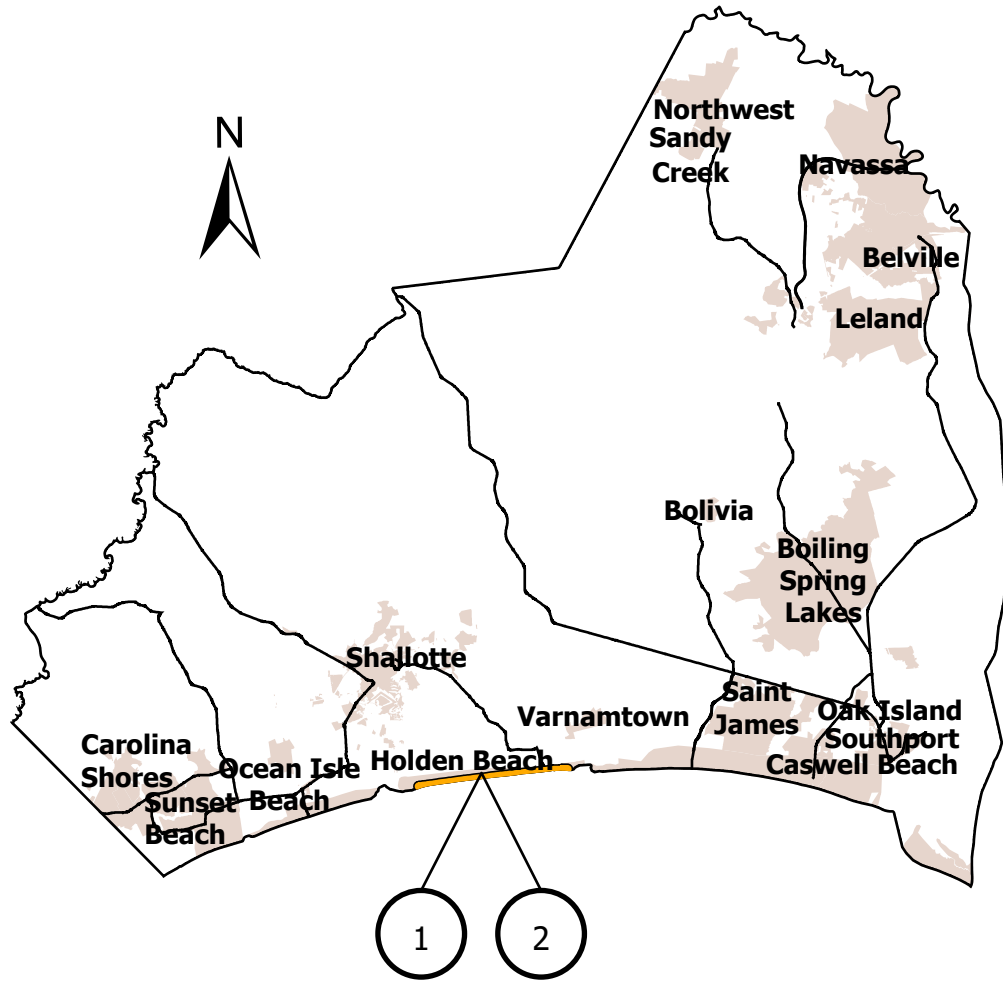 N
Northwest
Sandy
Creek
Navassa
Belville
Leland
Bolivia
Boiling
Spring
Lakes
Shallotte
Saint
James
Varnamtown
Oak Island
Southport
Caswell Beach
Carolina
Shores
Ocean Isle
Beach
Holden Beach
Sunset
Beach
1
2